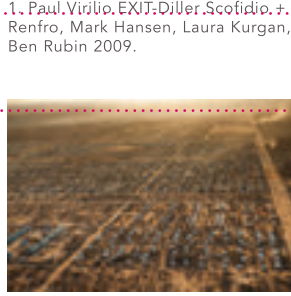 1. Paul Virilio EXIT-Diller Scofidio +
Renfro, Mark Hansen, Laura Kurgan,
Ben Rubin 2009.